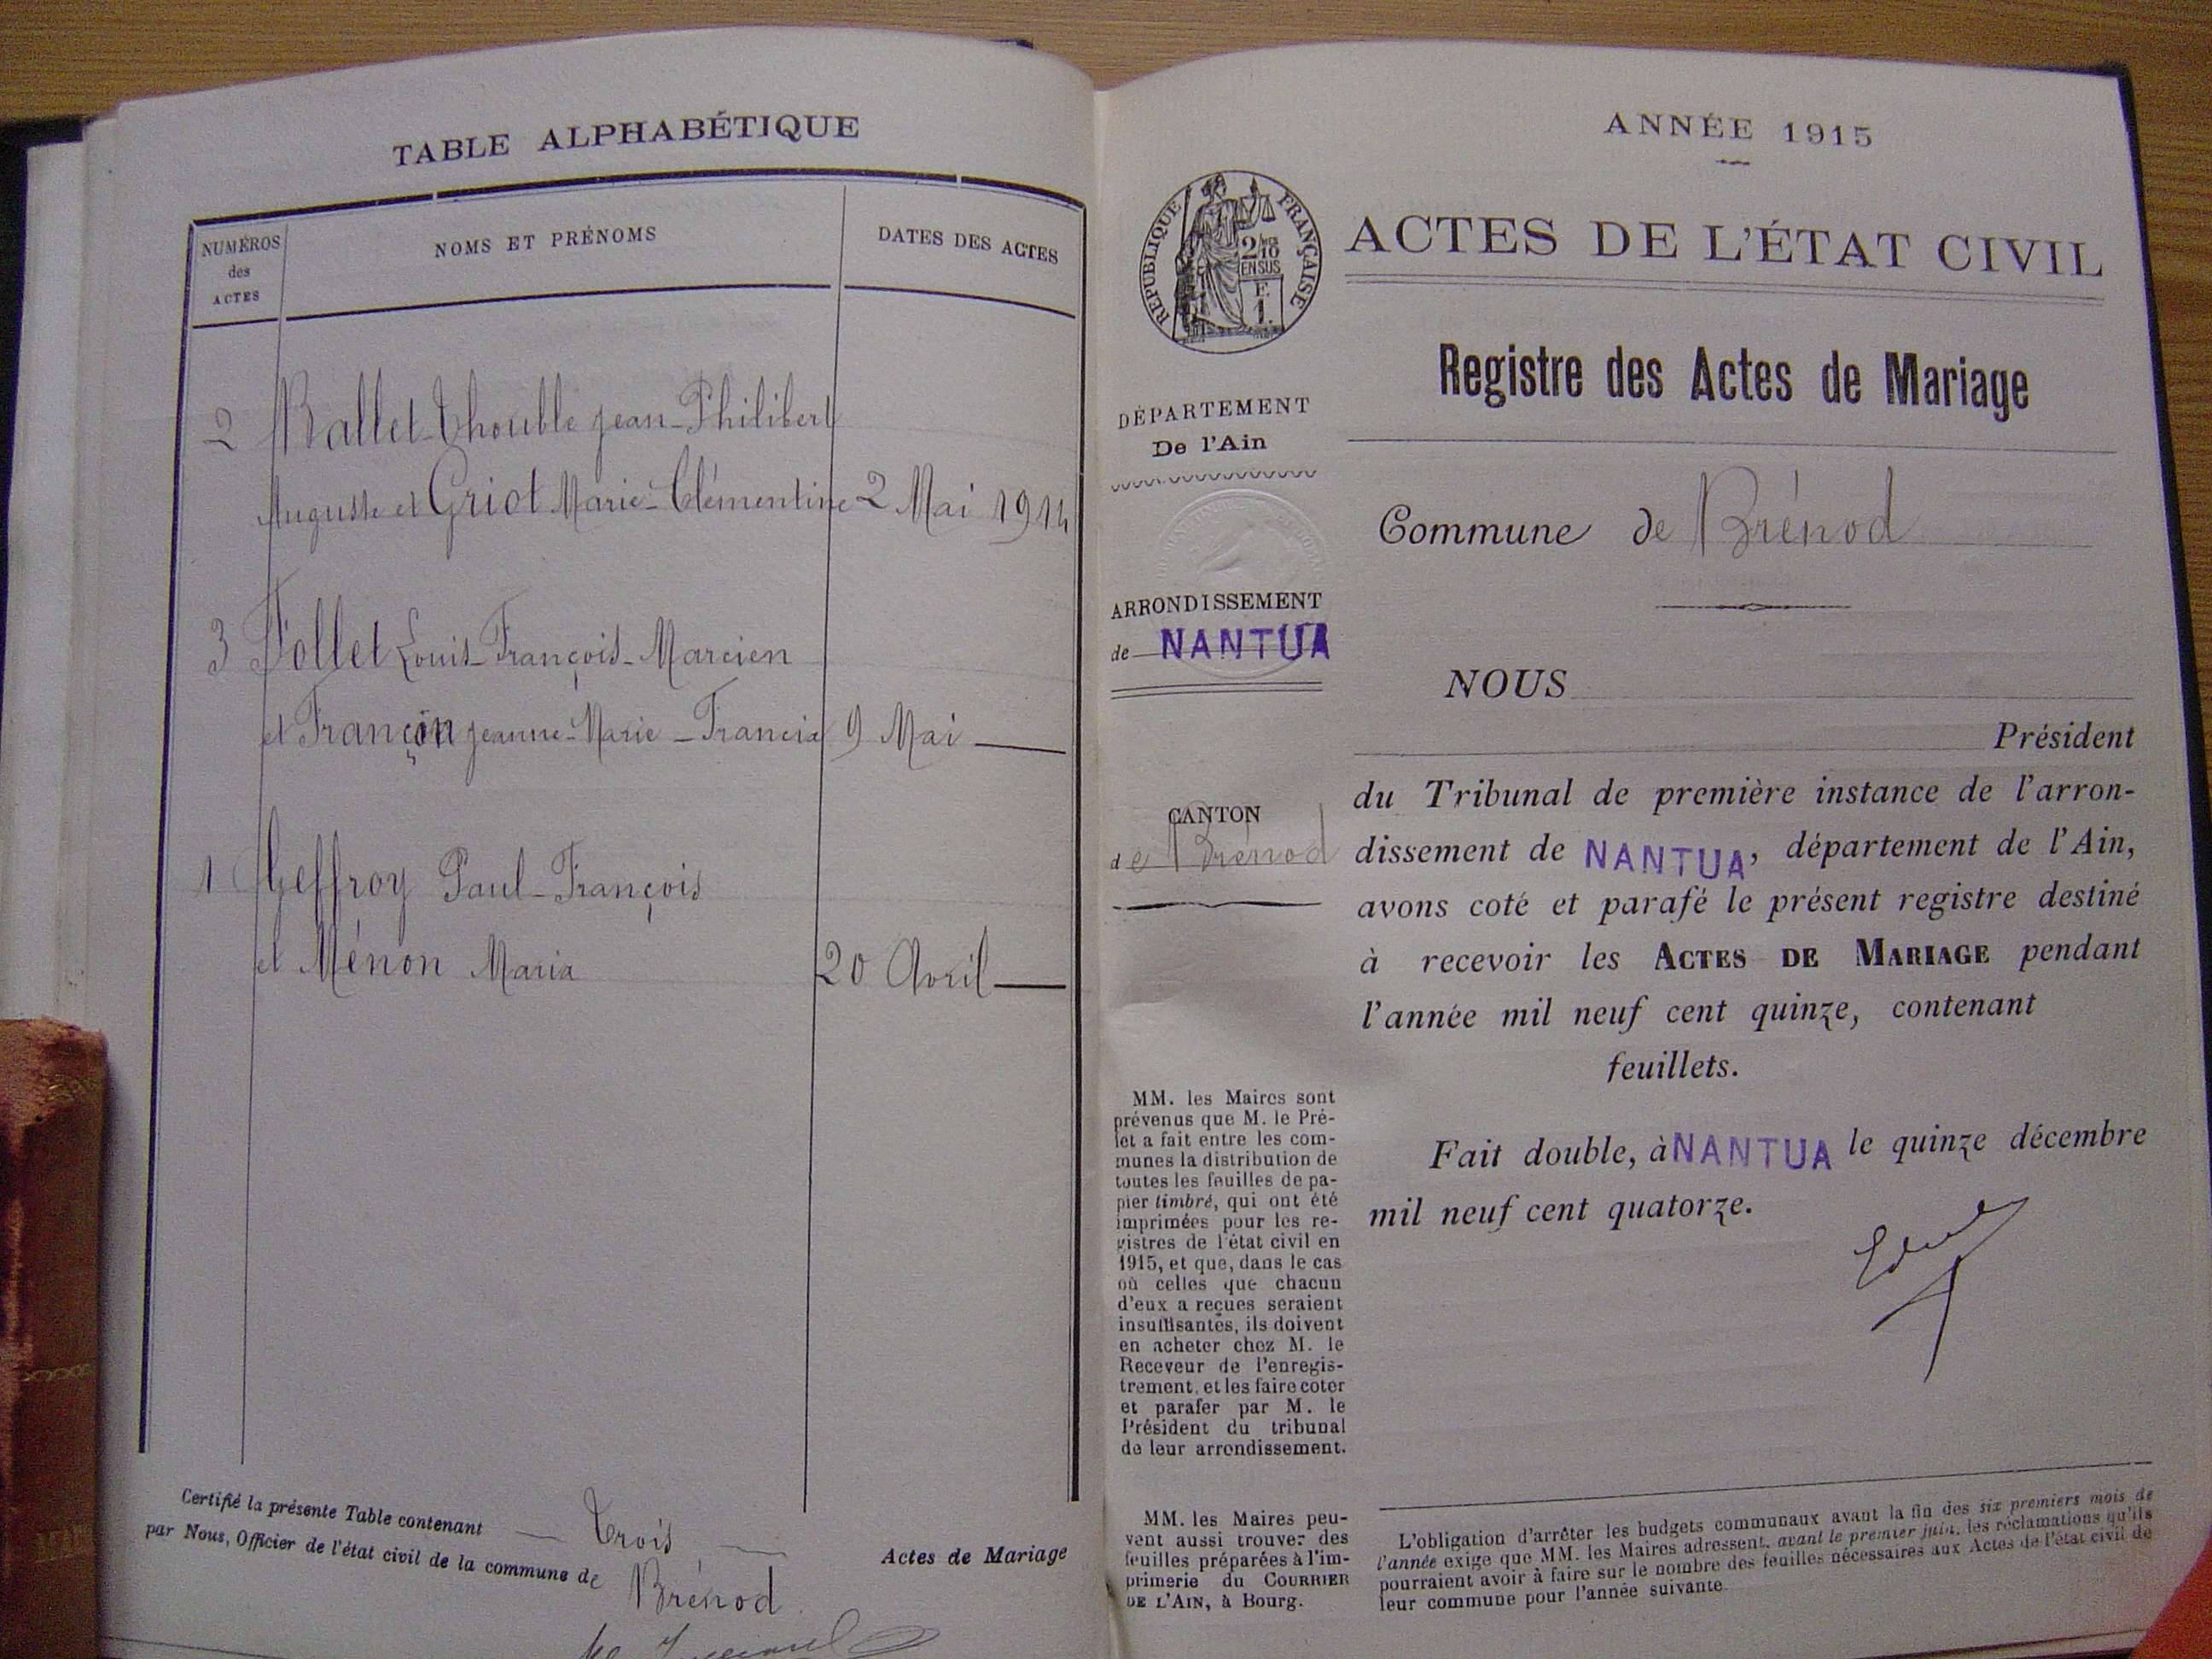 TABLE ALPHABÉTIQUE
NUMÉROS des ACTES
NOMS ET PRÉNOMS
DATES DES ACTES
2 Ballet-Thouble Jean-Philibert
Auguste et Griot Marie-Clémentine 2 Mai 1914
3 Follet Louis-François-Marcien
et Françon Jeanne-Marie-Francia 9 Mai —
1 Geffroy Paul-François
et Ménon Maria 20 Avril —
Certifié la présente Table contenant — trois — Actes de Mariage
par Nous, Officier de l'état civil de la commune de Brénod
ANNÉE 1915
RÉPUBLIQUE FRANÇAISE
2/10
EN SUS
E.
1.
ACTES DE L'ÉTAT CIVIL
Registre des Actes de Mariage
DÉPARTEMENT
De l'Ain
Commune de Brénod
ARRONDISSEMENT
de NANTUA
CANTON
de Brénod
NOUS
Président
du Tribunal de première instance de l'arron-
dissement de NANTUA, département de l'Ain,
avons coté et parafé le présent registre destiné
à recevoir les ACTES DE MARIAGE pendant
l'année mil neuf cent quinze, contenant
feuillets.
Fait double, à NANTUA le quinze décembre
mil neuf cent quatorze.
MM. les Maires sont
prévenus que M. le Pré-
fet a fait entre les com-
munes la distribution de
toutes les feuilles de pa-
pier timbré, qui ont été
imprimées pour les re-
gistres de l'état civil en
1915, et que, dans le cas
où celles que chacun
d'eux a reçues seraient
insuffisantes, ils doivent
en acheter chez M. le
Receveur de l'enregis-
trement, et les faire coter
et parafer par M. le
Président du tribunal
de leur arrondissement.
MM. les Maires peu-
vent aussi trouver des
feuilles préparées à l'im-
primerie du COURRIER
DE L'AIN, à Bourg.
L'obligation d'arrêter les budgets communaux avant la fin des six premiers mois de
l'année exige que MM. les Maires adressent, avant le premier juin, les réclamations qu'ils
pourraient avoir à faire sur le nombre des feuilles nécessaires aux Actes de l'état civil de
leur commune pour l'année suivante.